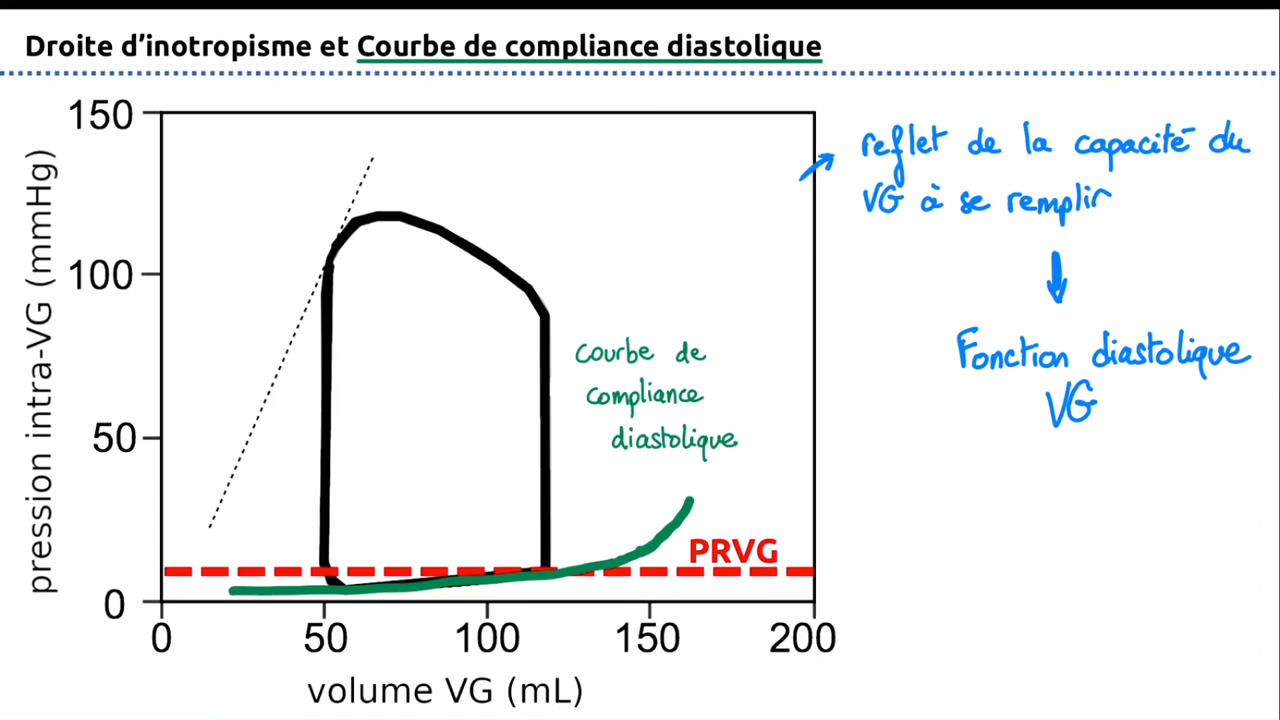 Droite d'inotropisme et Courbe de compliance diastolique
150
100
50
0
pression intra-VG (mmHg)
0 50 100 150 200
volume VG (mL)
courbe de
compliance
diastolique
PRVG
reflet de la capacité du
VG à se remplir
Fonction diastolique
VG